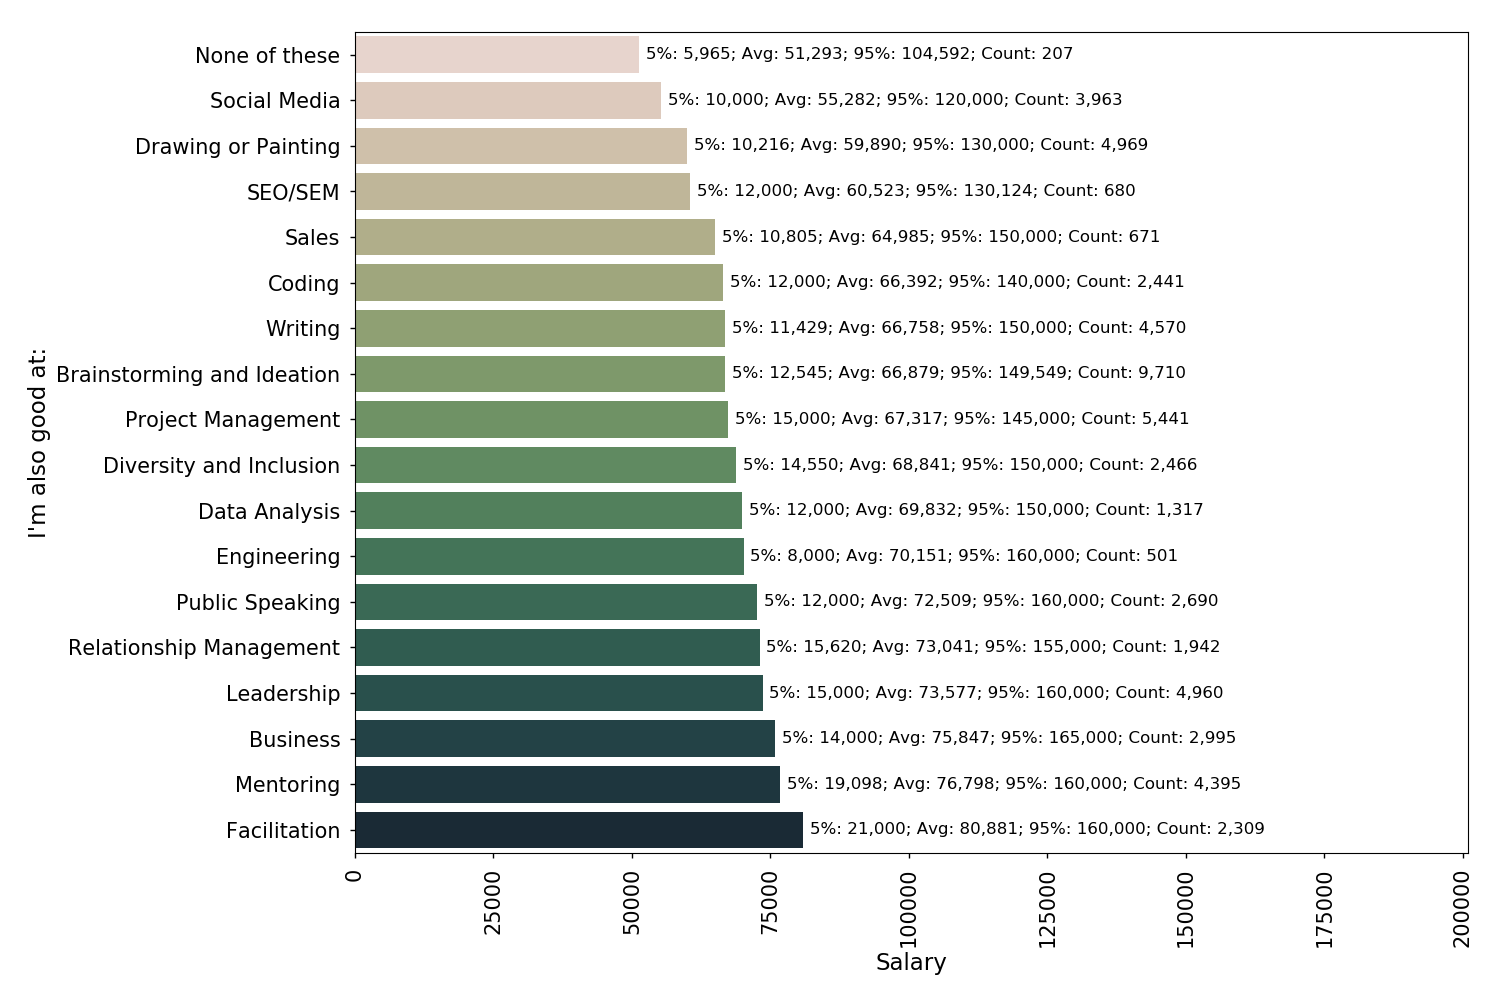 None of these 5%: 5,965; Avg: 51,293; 95%: 104,592; Count: 207
Social Media 5%: 10,000; Avg: 55,282; 95%: 120,000; Count: 3,963
Drawing or Painting 5%: 10,216; Avg: 59,890; 95%: 130,000; Count: 4,969
SEO/SEM 5%: 12,000; Avg: 60,523; 95%: 130,124; Count: 680
Sales 5%: 10,805; Avg: 64,985; 95%: 150,000; Count: 671
Coding 5%: 12,000; Avg: 66,392; 95%: 140,000; Count: 2,441
Writing 5%: 11,429; Avg: 66,758; 95%: 150,000; Count: 4,570
Brainstorming and Ideation 5%: 12,545; Avg: 66,879; 95%: 149,549; Count: 9,710
Project Management 5%: 15,000; Avg: 67,317; 95%: 145,000; Count: 5,441
Diversity and Inclusion 5%: 14,550; Avg: 68,841; 95%: 150,000; Count: 2,466
Data Analysis 5%: 12,000; Avg: 69,832; 95%: 150,000; Count: 1,317
Engineering 5%: 8,000; Avg: 70,151; 95%: 160,000; Count: 501
Public Speaking 5%: 12,000; Avg: 72,509; 95%: 160,000; Count: 2,690
Relationship Management 5%: 15,620; Avg: 73,041; 95%: 155,000; Count: 1,942
Leadership 5%: 15,000; Avg: 73,577; 95%: 160,000; Count: 4,960
Business 5%: 14,000; Avg: 75,847; 95%: 165,000; Count: 2,995
Mentoring 5%: 19,098; Avg: 76,798; 95%: 160,000; Count: 4,395
Facilitation 5%: 21,000; Avg: 80,881; 95%: 160,000; Count: 2,309
I'm also good at:
0 25000 50000 75000 100000 125000 150000 175000 200000
Salary